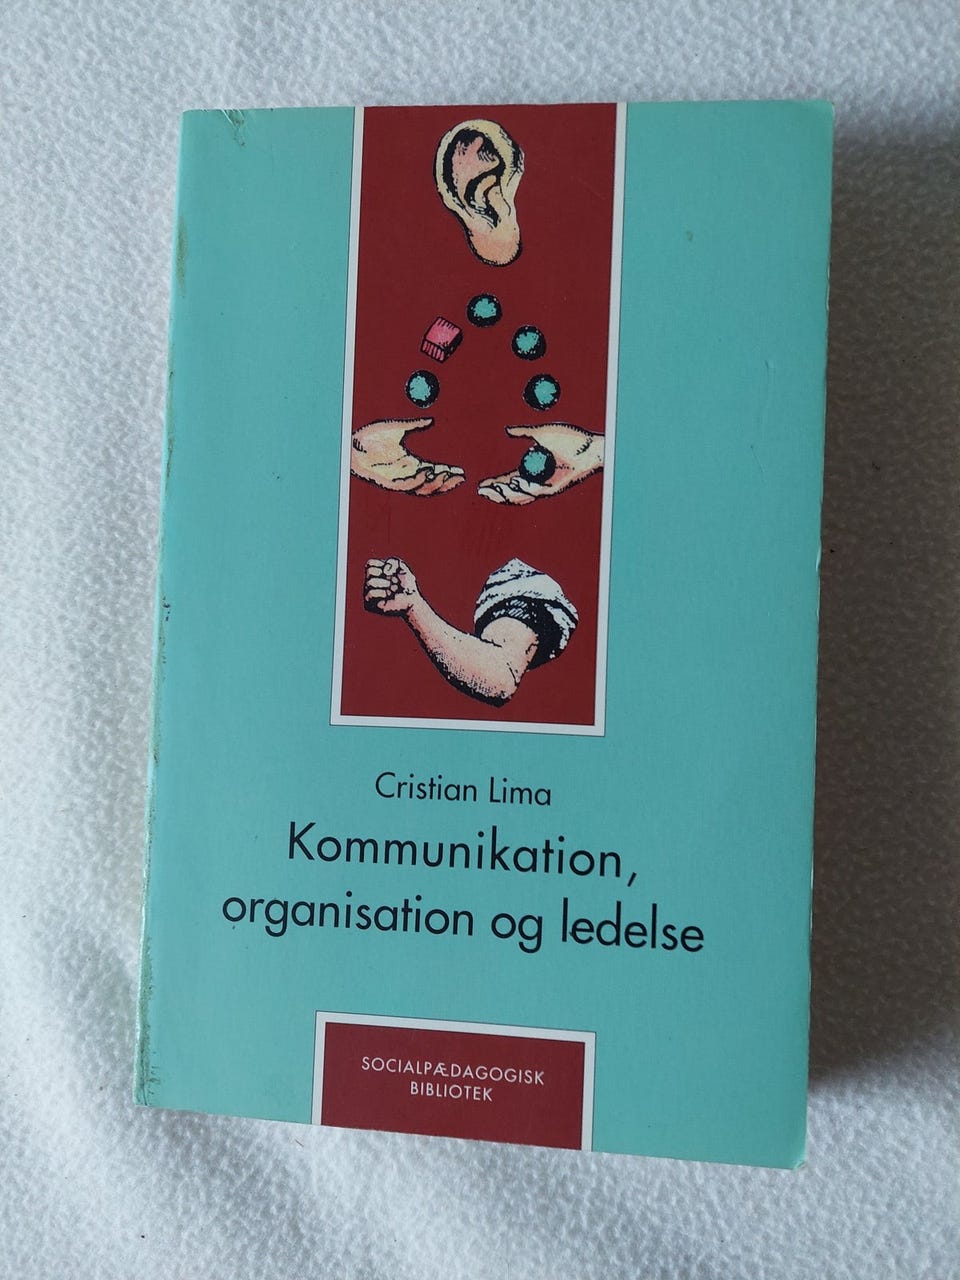 Cristian Lima
Kommunikation,
organisation og ledelse
SOCIALPÆDAGOGISK
BIBLIOTEK